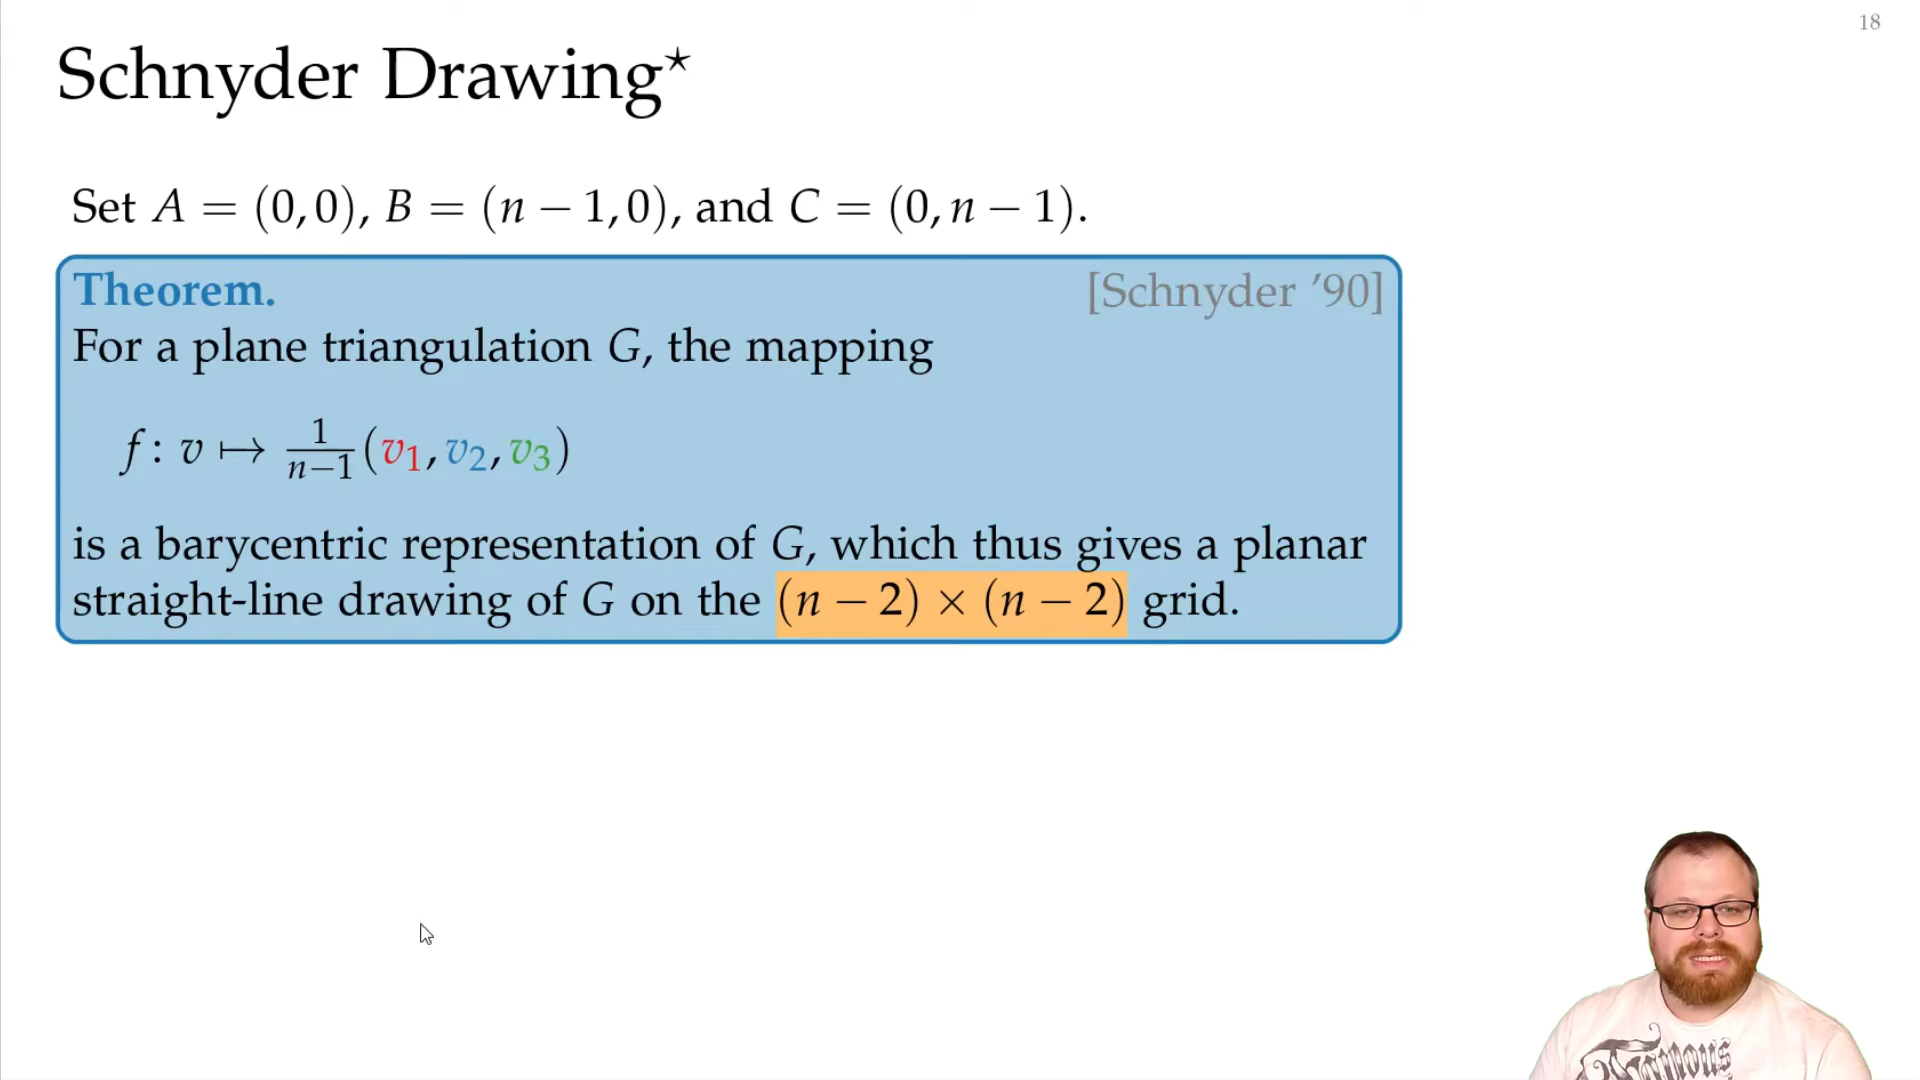 18
Schnyder Drawing⋆
Set A = (0, 0), B = (n − 1, 0), and C = (0, n − 1).
Theorem. [Schnyder ’90]
For a plane triangulation G, the mapping
f : v ↦ 1/(n−1) (v₁, v₂, v₃)
is a barycentric representation of G, which thus gives a planar
straight-line drawing of G on the (n − 2) × (n − 2) grid.
Famous